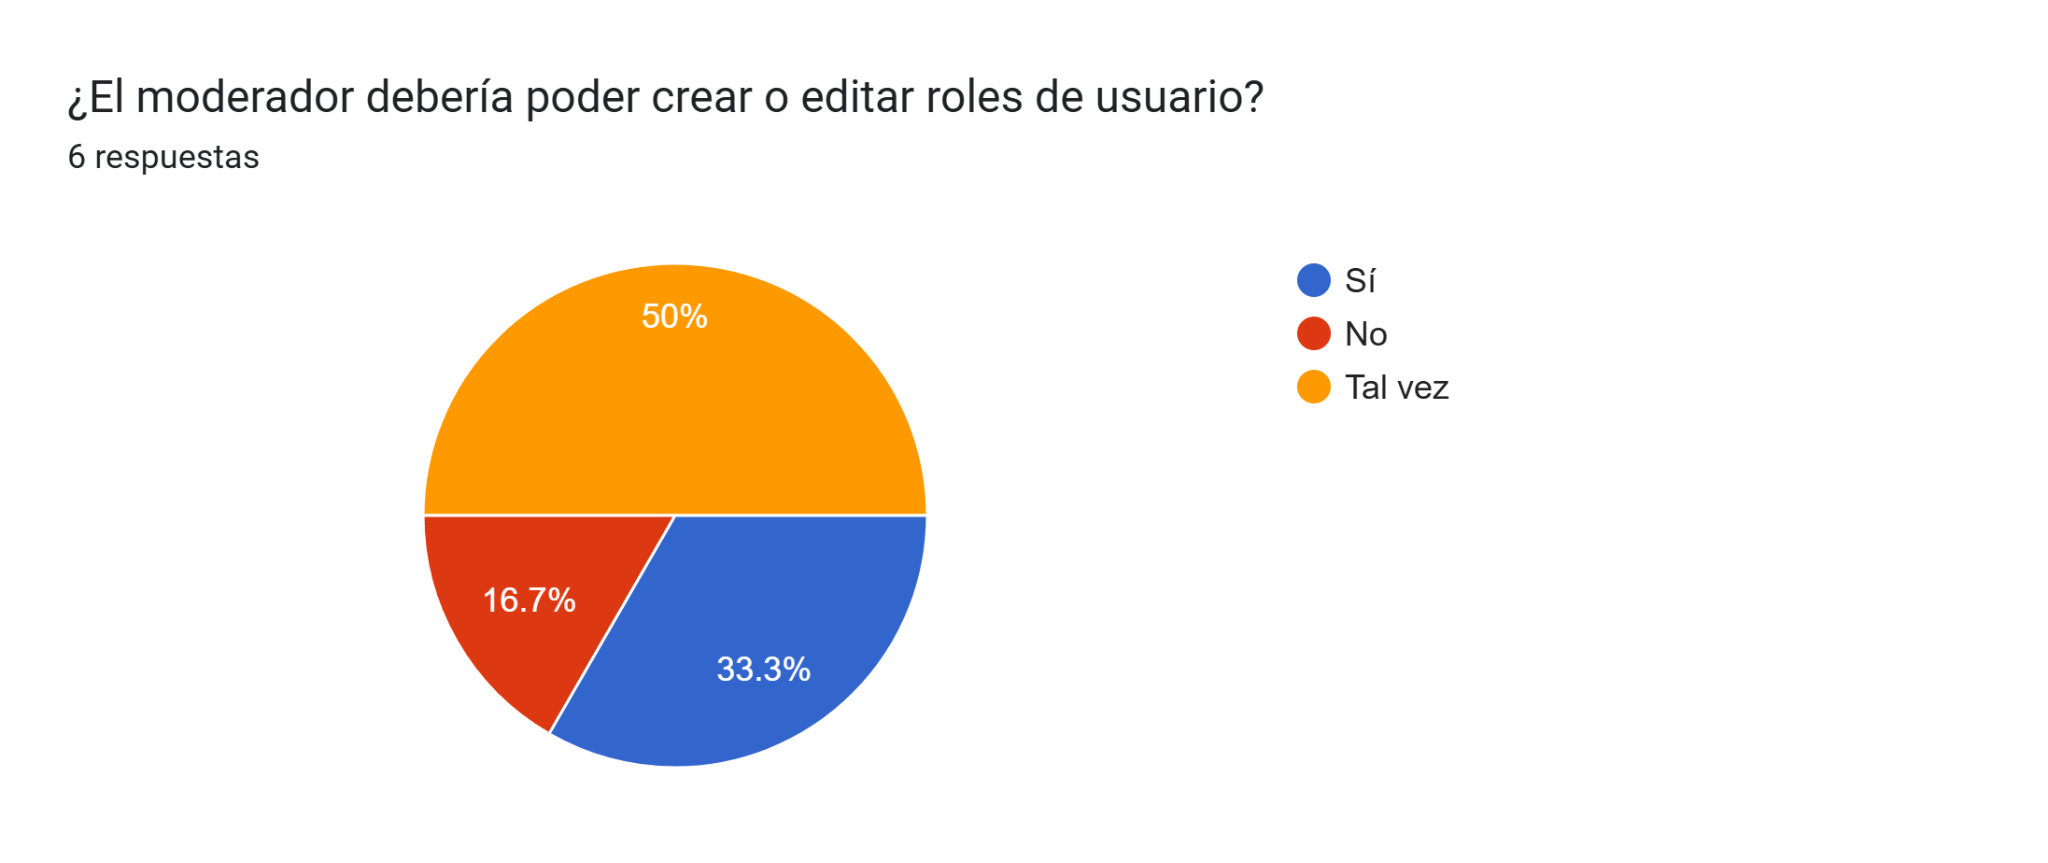 ¿El moderador debería poder crear o editar roles de usuario?
6 respuestas
50%
16.7%
33.3%
Sí
No
Tal vez